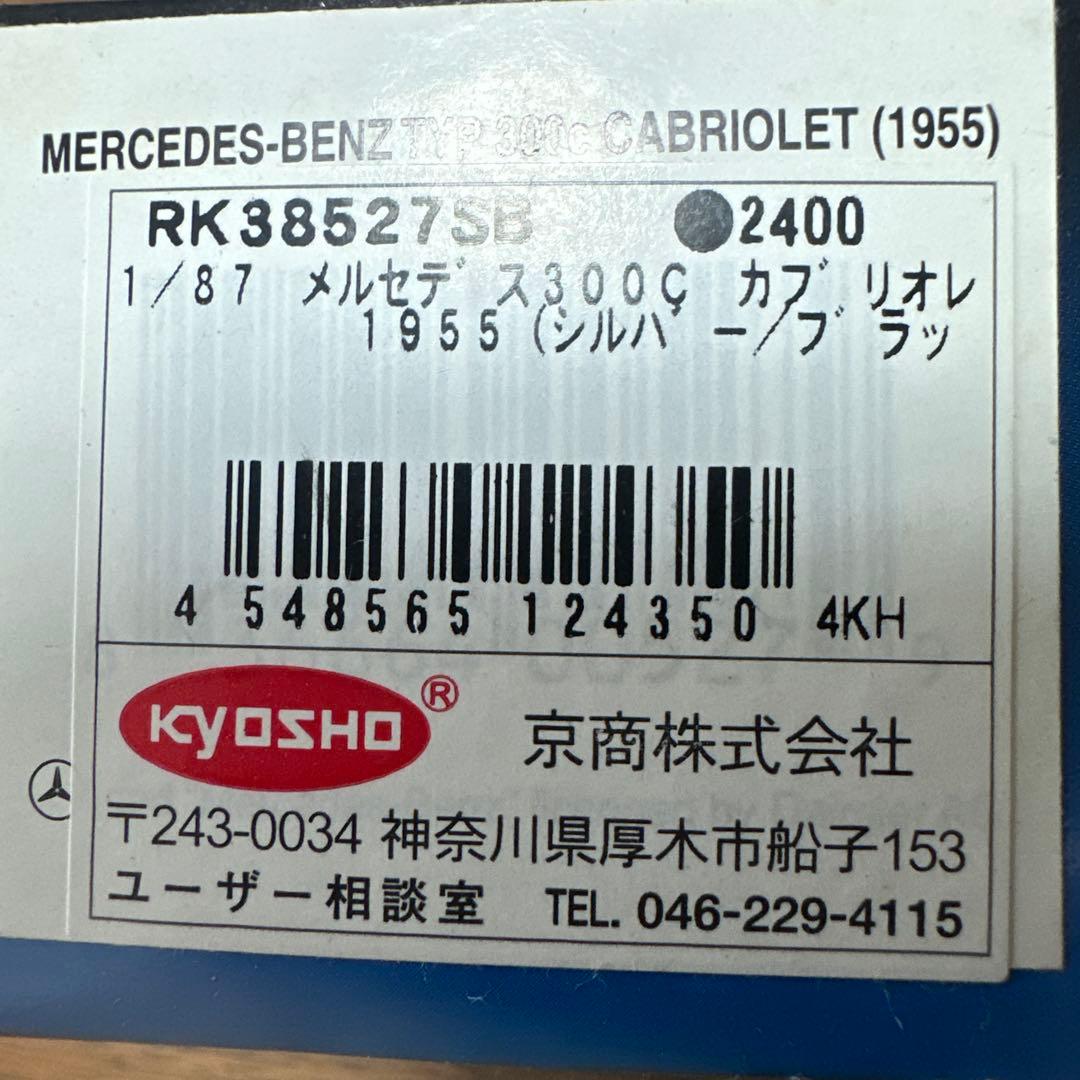 MERCEDES-BENZ TYP 300c CABRIOLET (1955)
RK38527SB ●2400
1/87 メルセデス300C カブリオレ
1955(シルバー/ブラッ
4 548565 124350 4KH
KYOSHO® 京商株式会社
〒243-0034 神奈川県厚木市船子153
ユーザー相談室 TEL. 046-229-4115